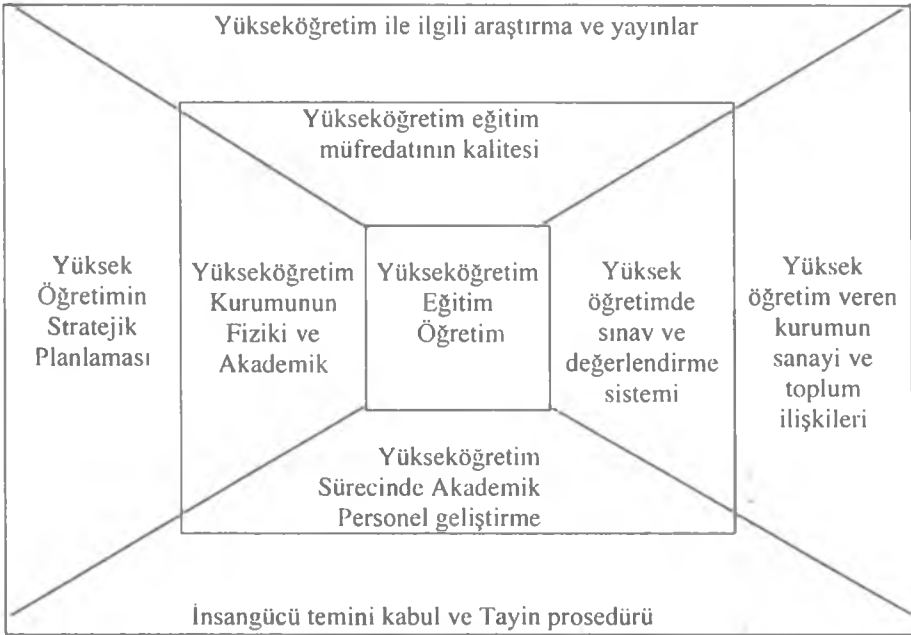 Yükseköğretim ile ilgili araştırma ve yayınlar
Yükseköğretim eğitim
müfredatının kalitesi
Yüksek
Öğretimin
Stratejik
Planlaması
Yükseköğretim
Kurumunun
Fiziki ve
Akademik
Yükseköğretim
Eğitim
Öğretim
Yüksek
öğretimde
sınav ve
değerlendirme
sistemi
Yüksek
öğretim veren
kurumun
sanayi ve
toplum
ilişkileri
Yükseköğretim
Sürecinde Akademik
Personel geliştirme
İnsangücü temini kabul ve Tayin prosedürü